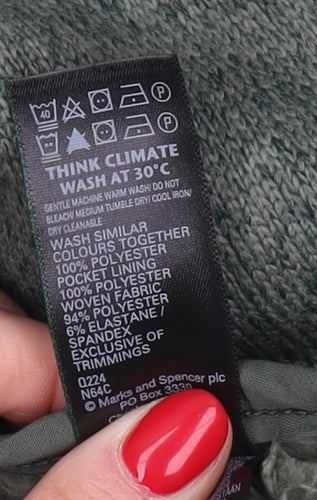 40 P
P
THINK CLIMATE
WASH AT 30°C
GENTLE MACHINE WARM WASH/ DO NOT
BLEACH/ MEDIUM TUMBLE DRY/ COOL IRON/
DRY CLEANABLE
WASH SIMILAR
COLOURS TOGETHER
100% POLYESTER
POCKET LINING
100% POLYESTER
WOVEN FABRIC
94% POLYESTER
6% ELASTANE /
SPANDEX
EXCLUSIVE OF
TRIMMINGS
Q224
N64C
© Marks and Spencer plc
PO Box 3339